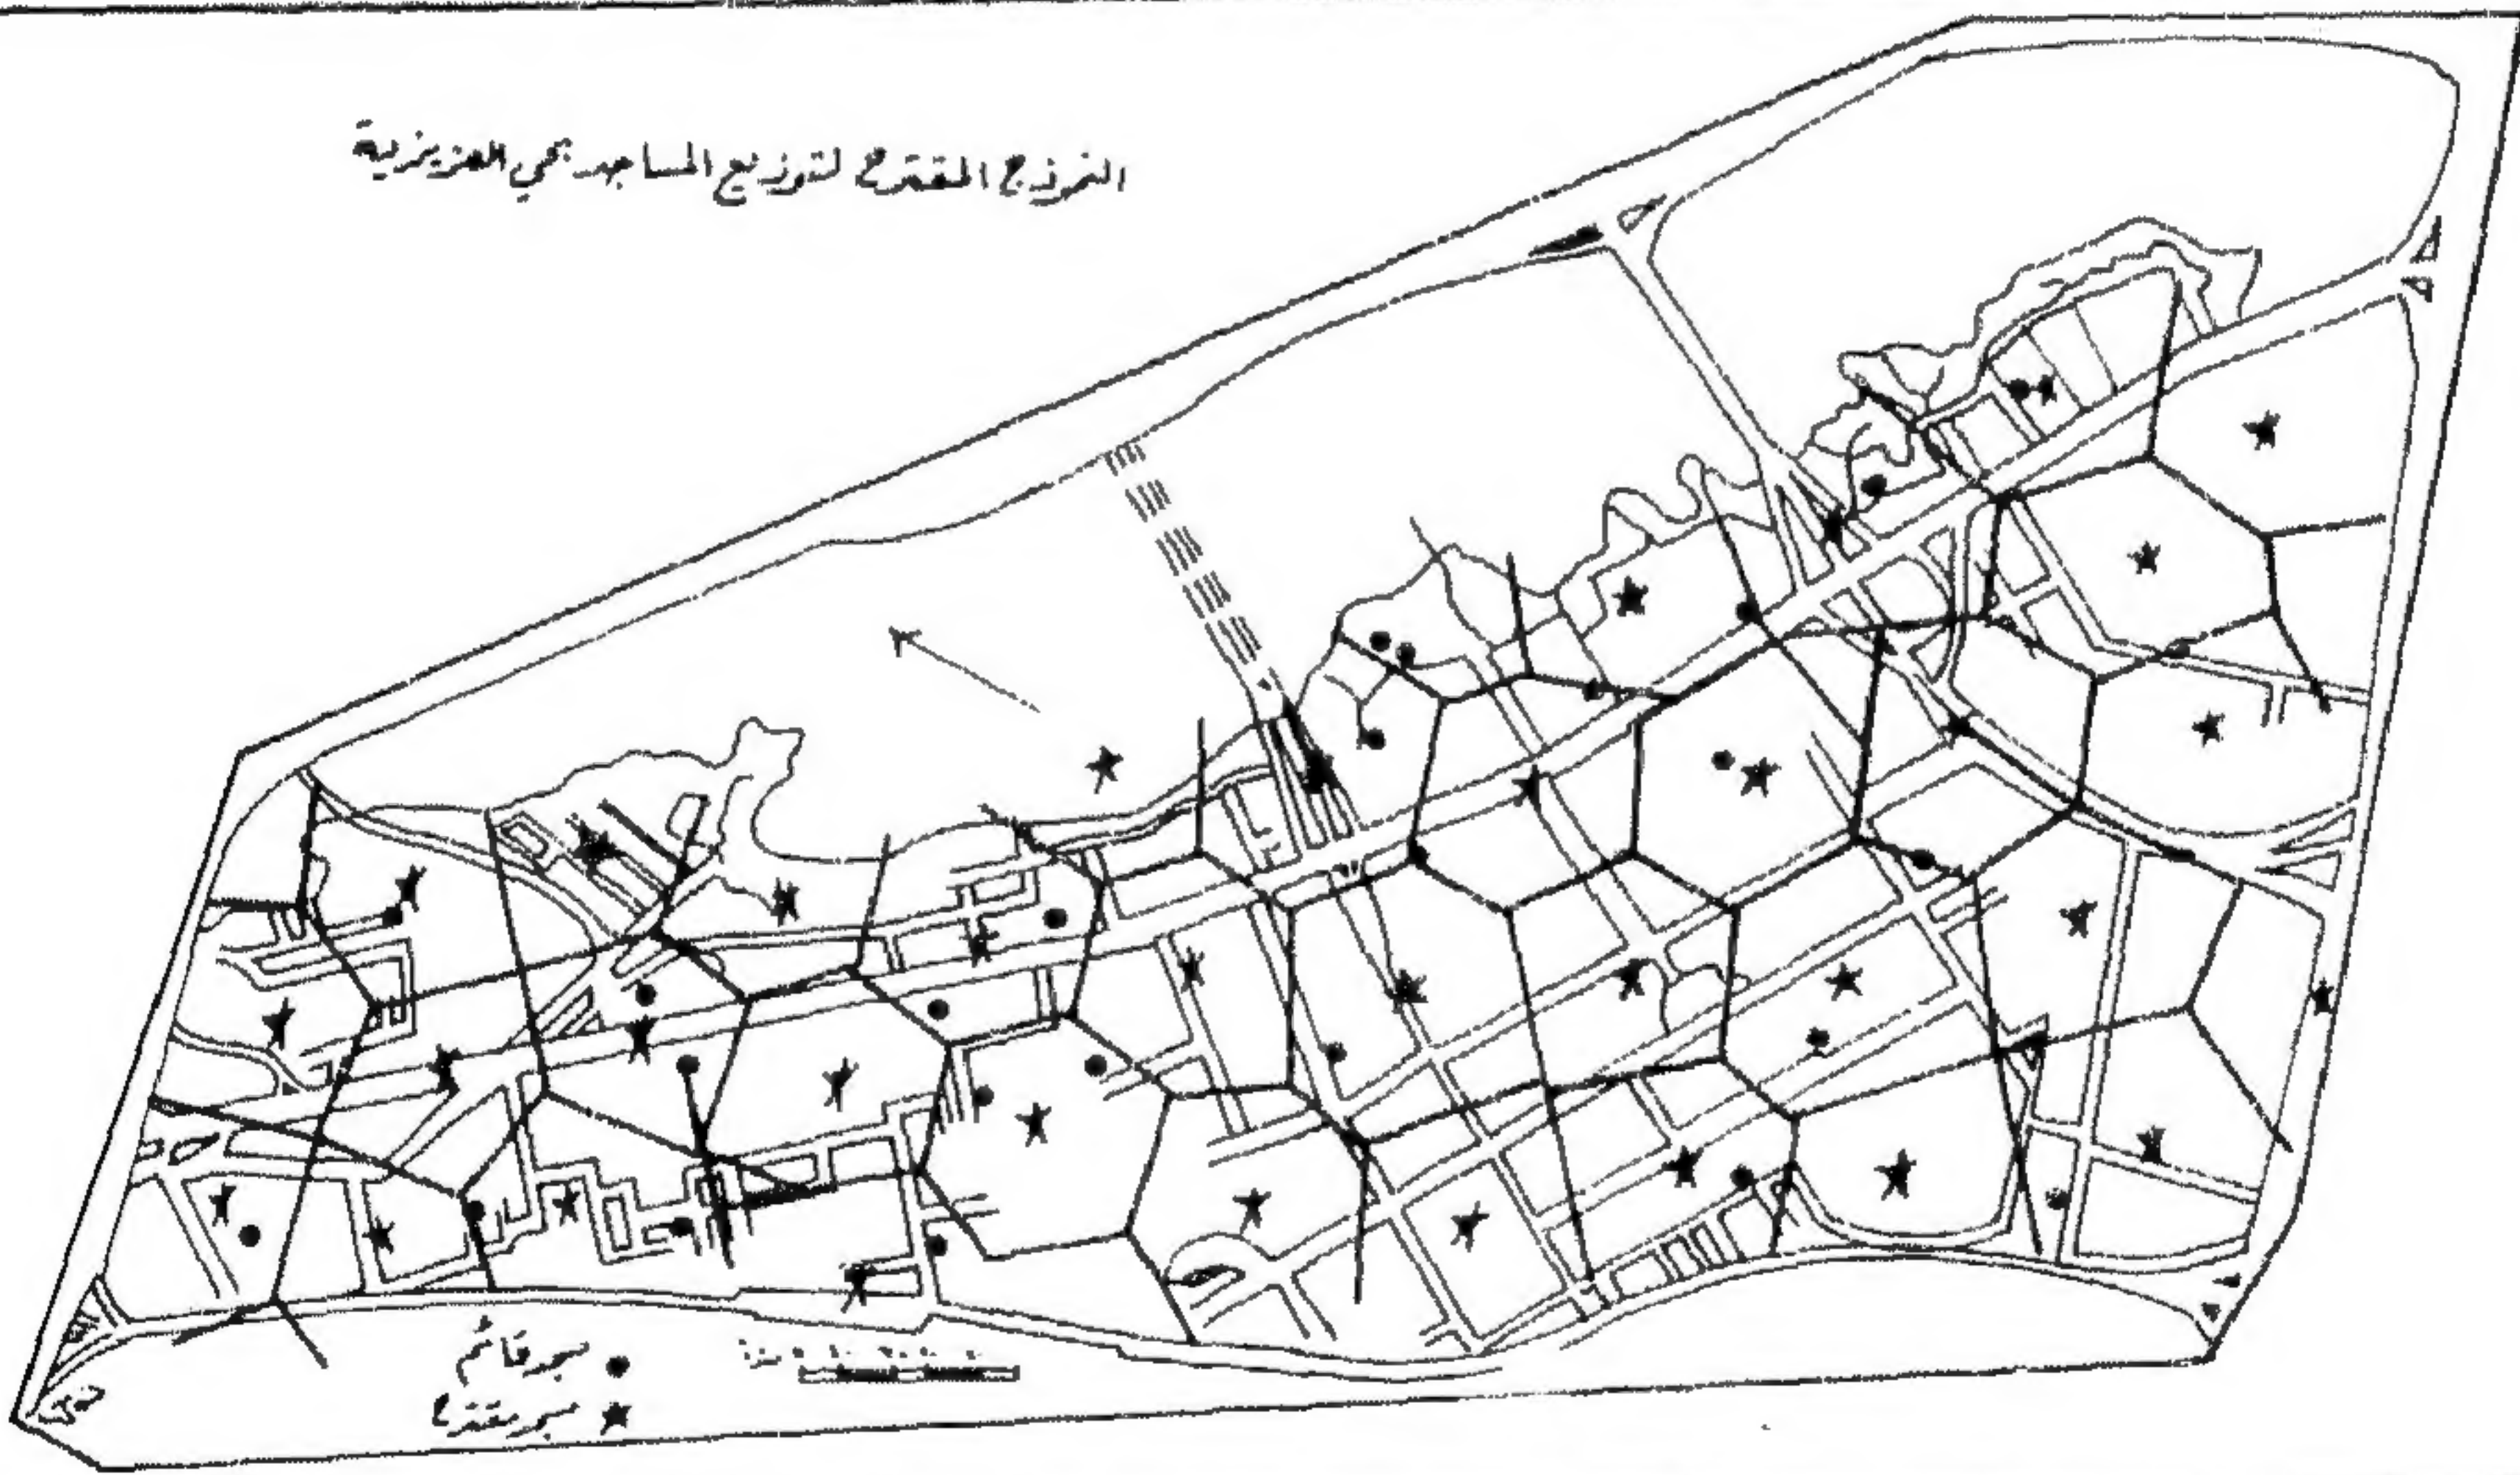 النموذج المقترح لتوزيع المساجد بحي العزيزية
مسجد قائم
مسجد مقترح